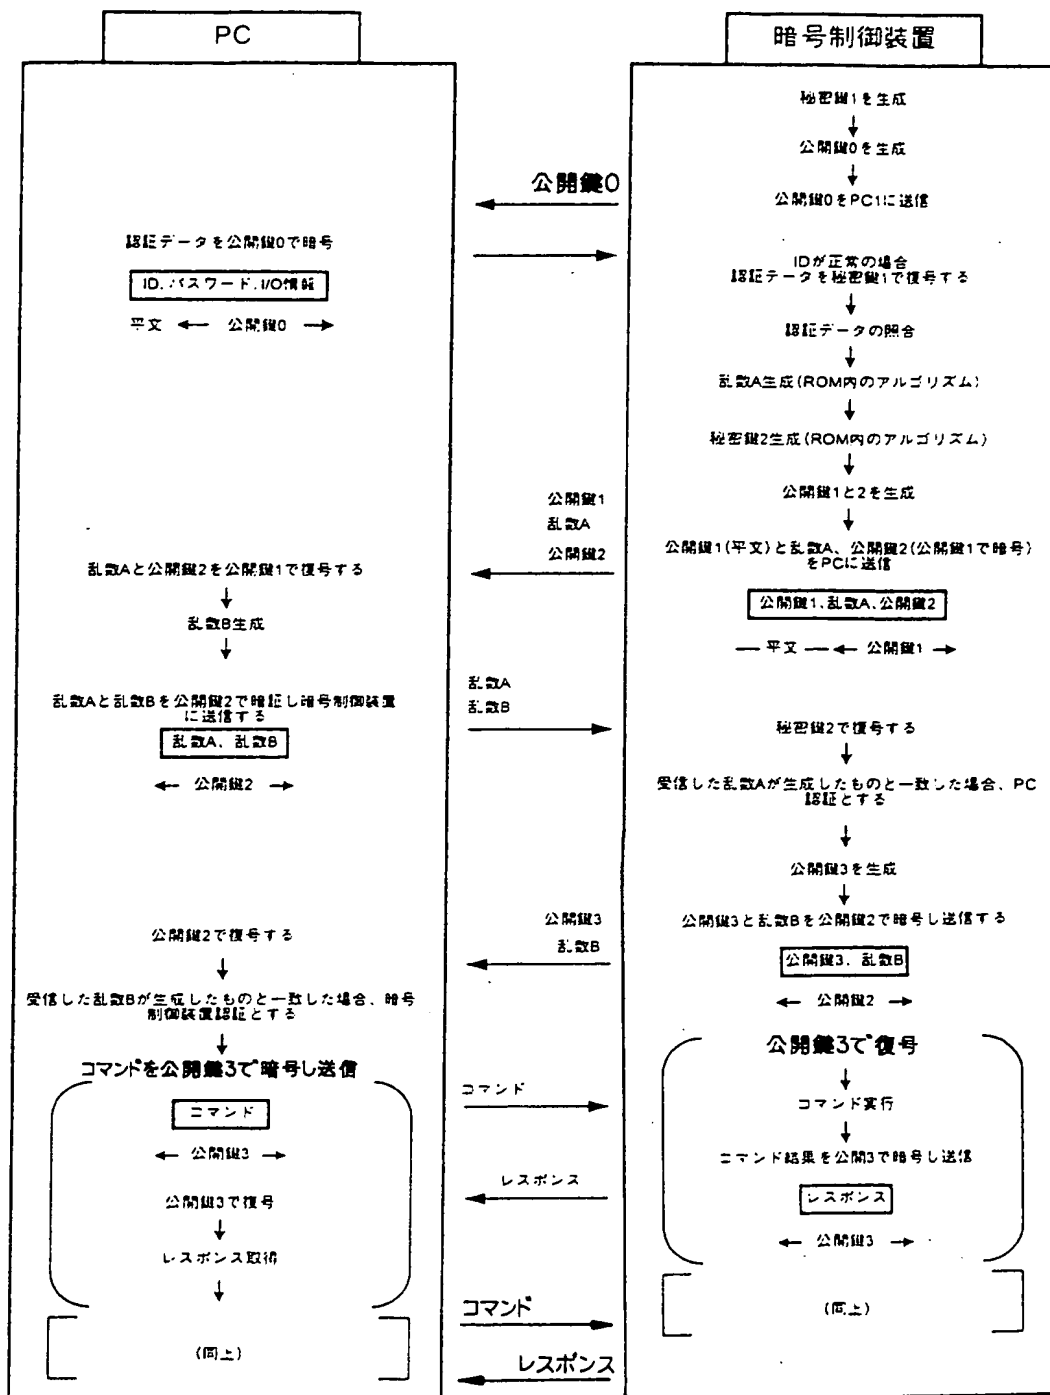 PC
暗号制御装置
秘密鍵1を生成
公開鍵0を生成
公開鍵0をPC1に送信
公開鍵0
認証データを公開鍵0で暗号
ID、パスワード、I/O情報
平文 ← 公開鍵0 →
IDが正常の場合
認証データを秘密鍵1で復号する
認証データの照合
乱数A生成(ROM内のアルゴリズム)
秘密鍵2生成(ROM内のアルゴリズム)
公開鍵1と2を生成
公開鍵1(平文)と乱数A、公開鍵2(公開鍵1で暗号)
をPCに送信
公開鍵1、乱数A、公開鍵2
平文 ← 公開鍵1 →
公開鍵1
乱数A
公開鍵2
乱数Aと公開鍵2を公開鍵1で復号する
乱数B生成
乱数Aと乱数Bを公開鍵2で暗証し暗号制御装置
に送信する
乱数A、乱数B
← 公開鍵2 →
乱数A
乱数B
秘密鍵2で復号する
受信した乱数Aが生成したものと一致した場合、PC
認証とする
公開鍵3を生成
公開鍵3と乱数Bを公開鍵2で暗号し送信する
公開鍵3、乱数B
← 公開鍵2 →
公開鍵3
乱数B
公開鍵2で復号する
受信した乱数Bが生成したものと一致した場合、暗号
制御装置認証とする
コマンドを公開鍵3で暗号し送信
コマンド
← 公開鍵3 →
コマンド
公開鍵3で復号
コマンド実行
コマンド結果を公開3で暗号し送信
レスポンス
← 公開鍵3 →
レスポンス
公開鍵3で復号
レスポンス取得
コマンド
レスポンス
(同上)
(同上)